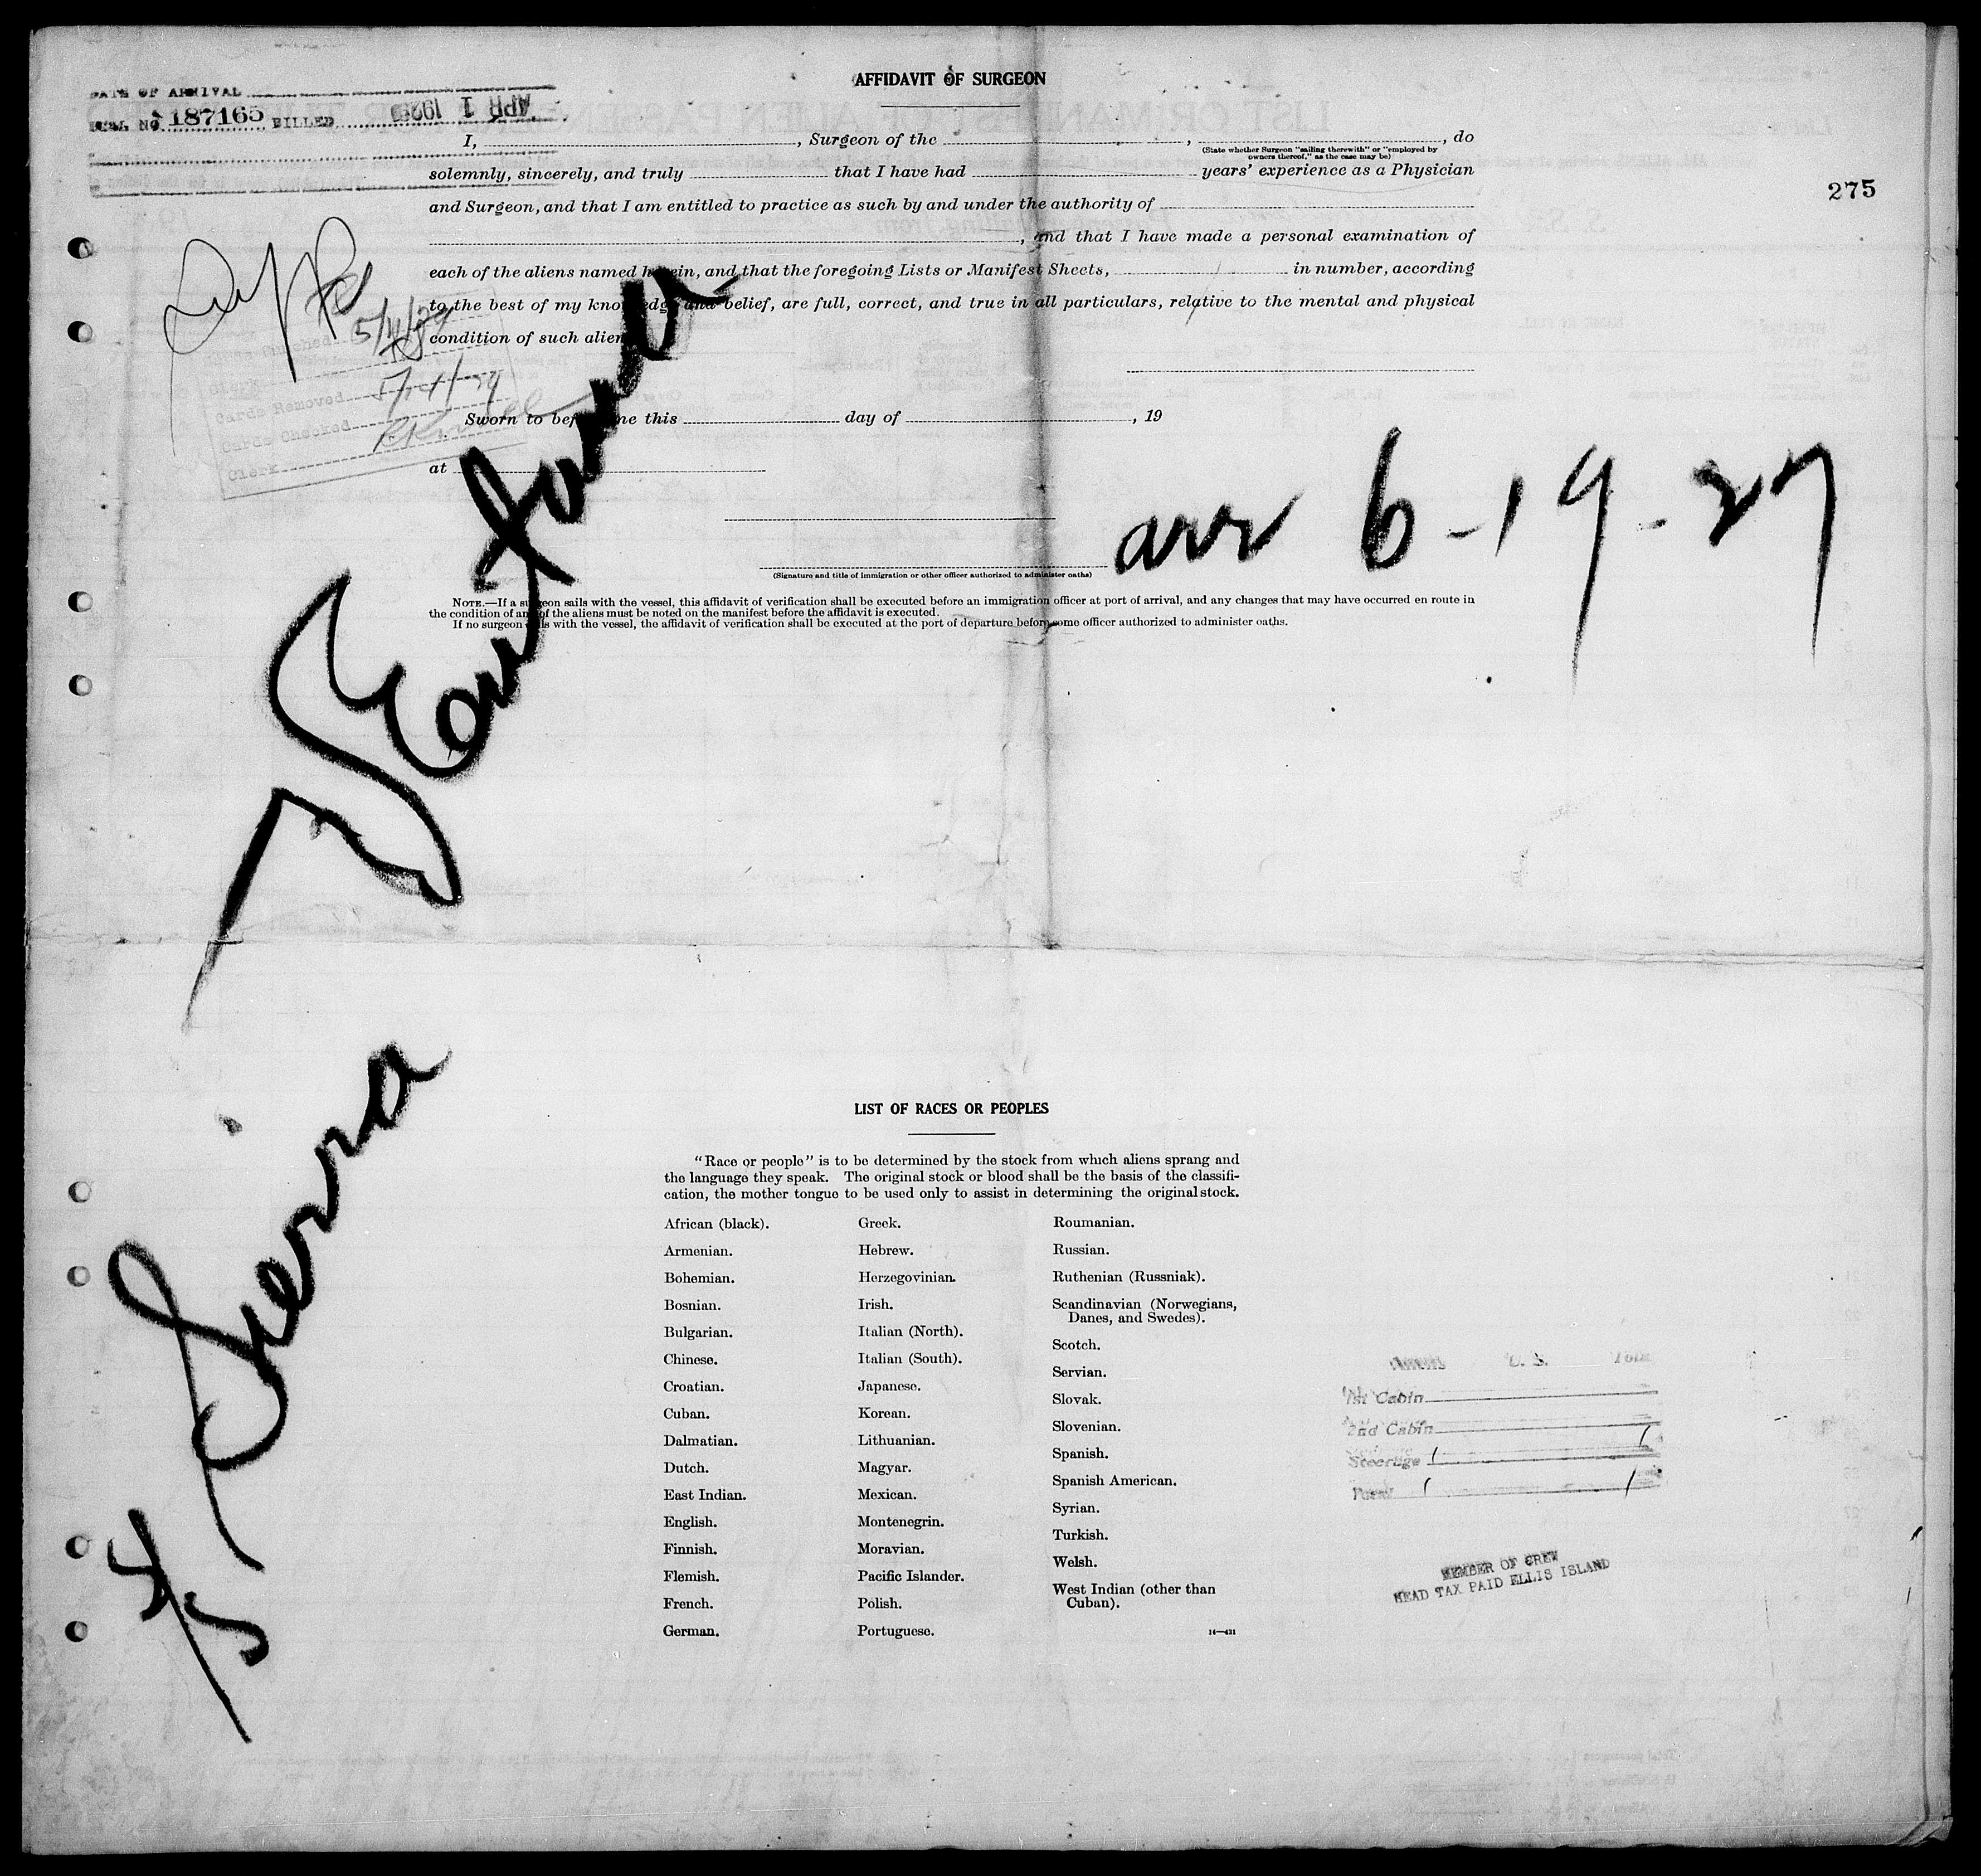 AFFIDAVIT OF SURGEON
DATE OF ARRIVAL
187165 BILLED APR 1 192
275
I, , Surgeon of the , , do
(State whether Surgeon "sailing therewith" or "employed by
owners thereof," as the case may be)
solemnly, sincerely, and truly that I have had years' experience as a Physician
and Surgeon, and that I am entitled to practice as such by and under the authority of
, and that I have made a personal examination of
each of the aliens named herein, and that the foregoing Lists or Manifest Sheets, in number, according
to the best of my knowledge and belief, are full, correct, and true in all particulars, relative to the mental and physical
condition of such aliens
Checked
Clerk
Cards Removed
Cards Checked
Clerk
Sworn to before me this day of , 19
at
arr 6-19-27
(Signature and title of immigration or other officer authorized to administer oaths)
NOTE.—If a surgeon sails with the vessel, this affidavit of verification shall be executed before an immigration officer at port of arrival, and any changes that may have occurred en route in
the condition of any of the aliens must be noted on the manifest before the affidavit is executed.
If no surgeon sails with the vessel, the affidavit of verification shall be executed at the port of departure before some officer authorized to administer oaths.
LIST OF RACES OR PEOPLES
"Race or people" is to be determined by the stock from which aliens sprang and
the language they speak. The original stock or blood shall be the basis of the classifi-
cation, the mother tongue to be used only to assist in determining the original stock.
African (black).
Armenian.
Bohemian.
Bosnian.
Bulgarian.
Chinese.
Croatian.
Cuban.
Dalmatian.
Dutch.
East Indian.
English.
Finnish.
Flemish.
French.
German.
Greek.
Hebrew.
Herzegovinian.
Irish.
Italian (North).
Italian (South).
Japanese.
Korean.
Lithuanian.
Magyar.
Mexican.
Montenegrin.
Moravian.
Pacific Islander.
Polish.
Portuguese.
Roumanian.
Russian.
Ruthenian (Russniak).
Scandinavian (Norwegians,
Danes, and Swedes).
Scotch.
Servian.
Slovak.
Slovenian.
Spanish.
Spanish American.
Syrian.
Turkish.
Welsh.
West Indian (other than
Cuban).
16—431
Aliens U. S. Total
1st Cabin
2nd Cabin
Steerage 1 1
Total 1 1
MEMBER OF CREW
HEAD TAX PAID ELLIS ISLAND